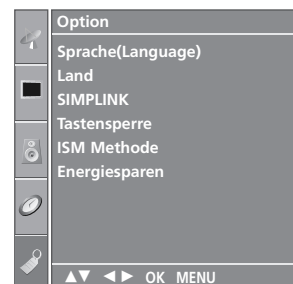 Option
Sprache(Language)
Land
SIMPLINK
Tastensperre
ISM Methode
Energiesparen
▲▼ ◄► OK MENU